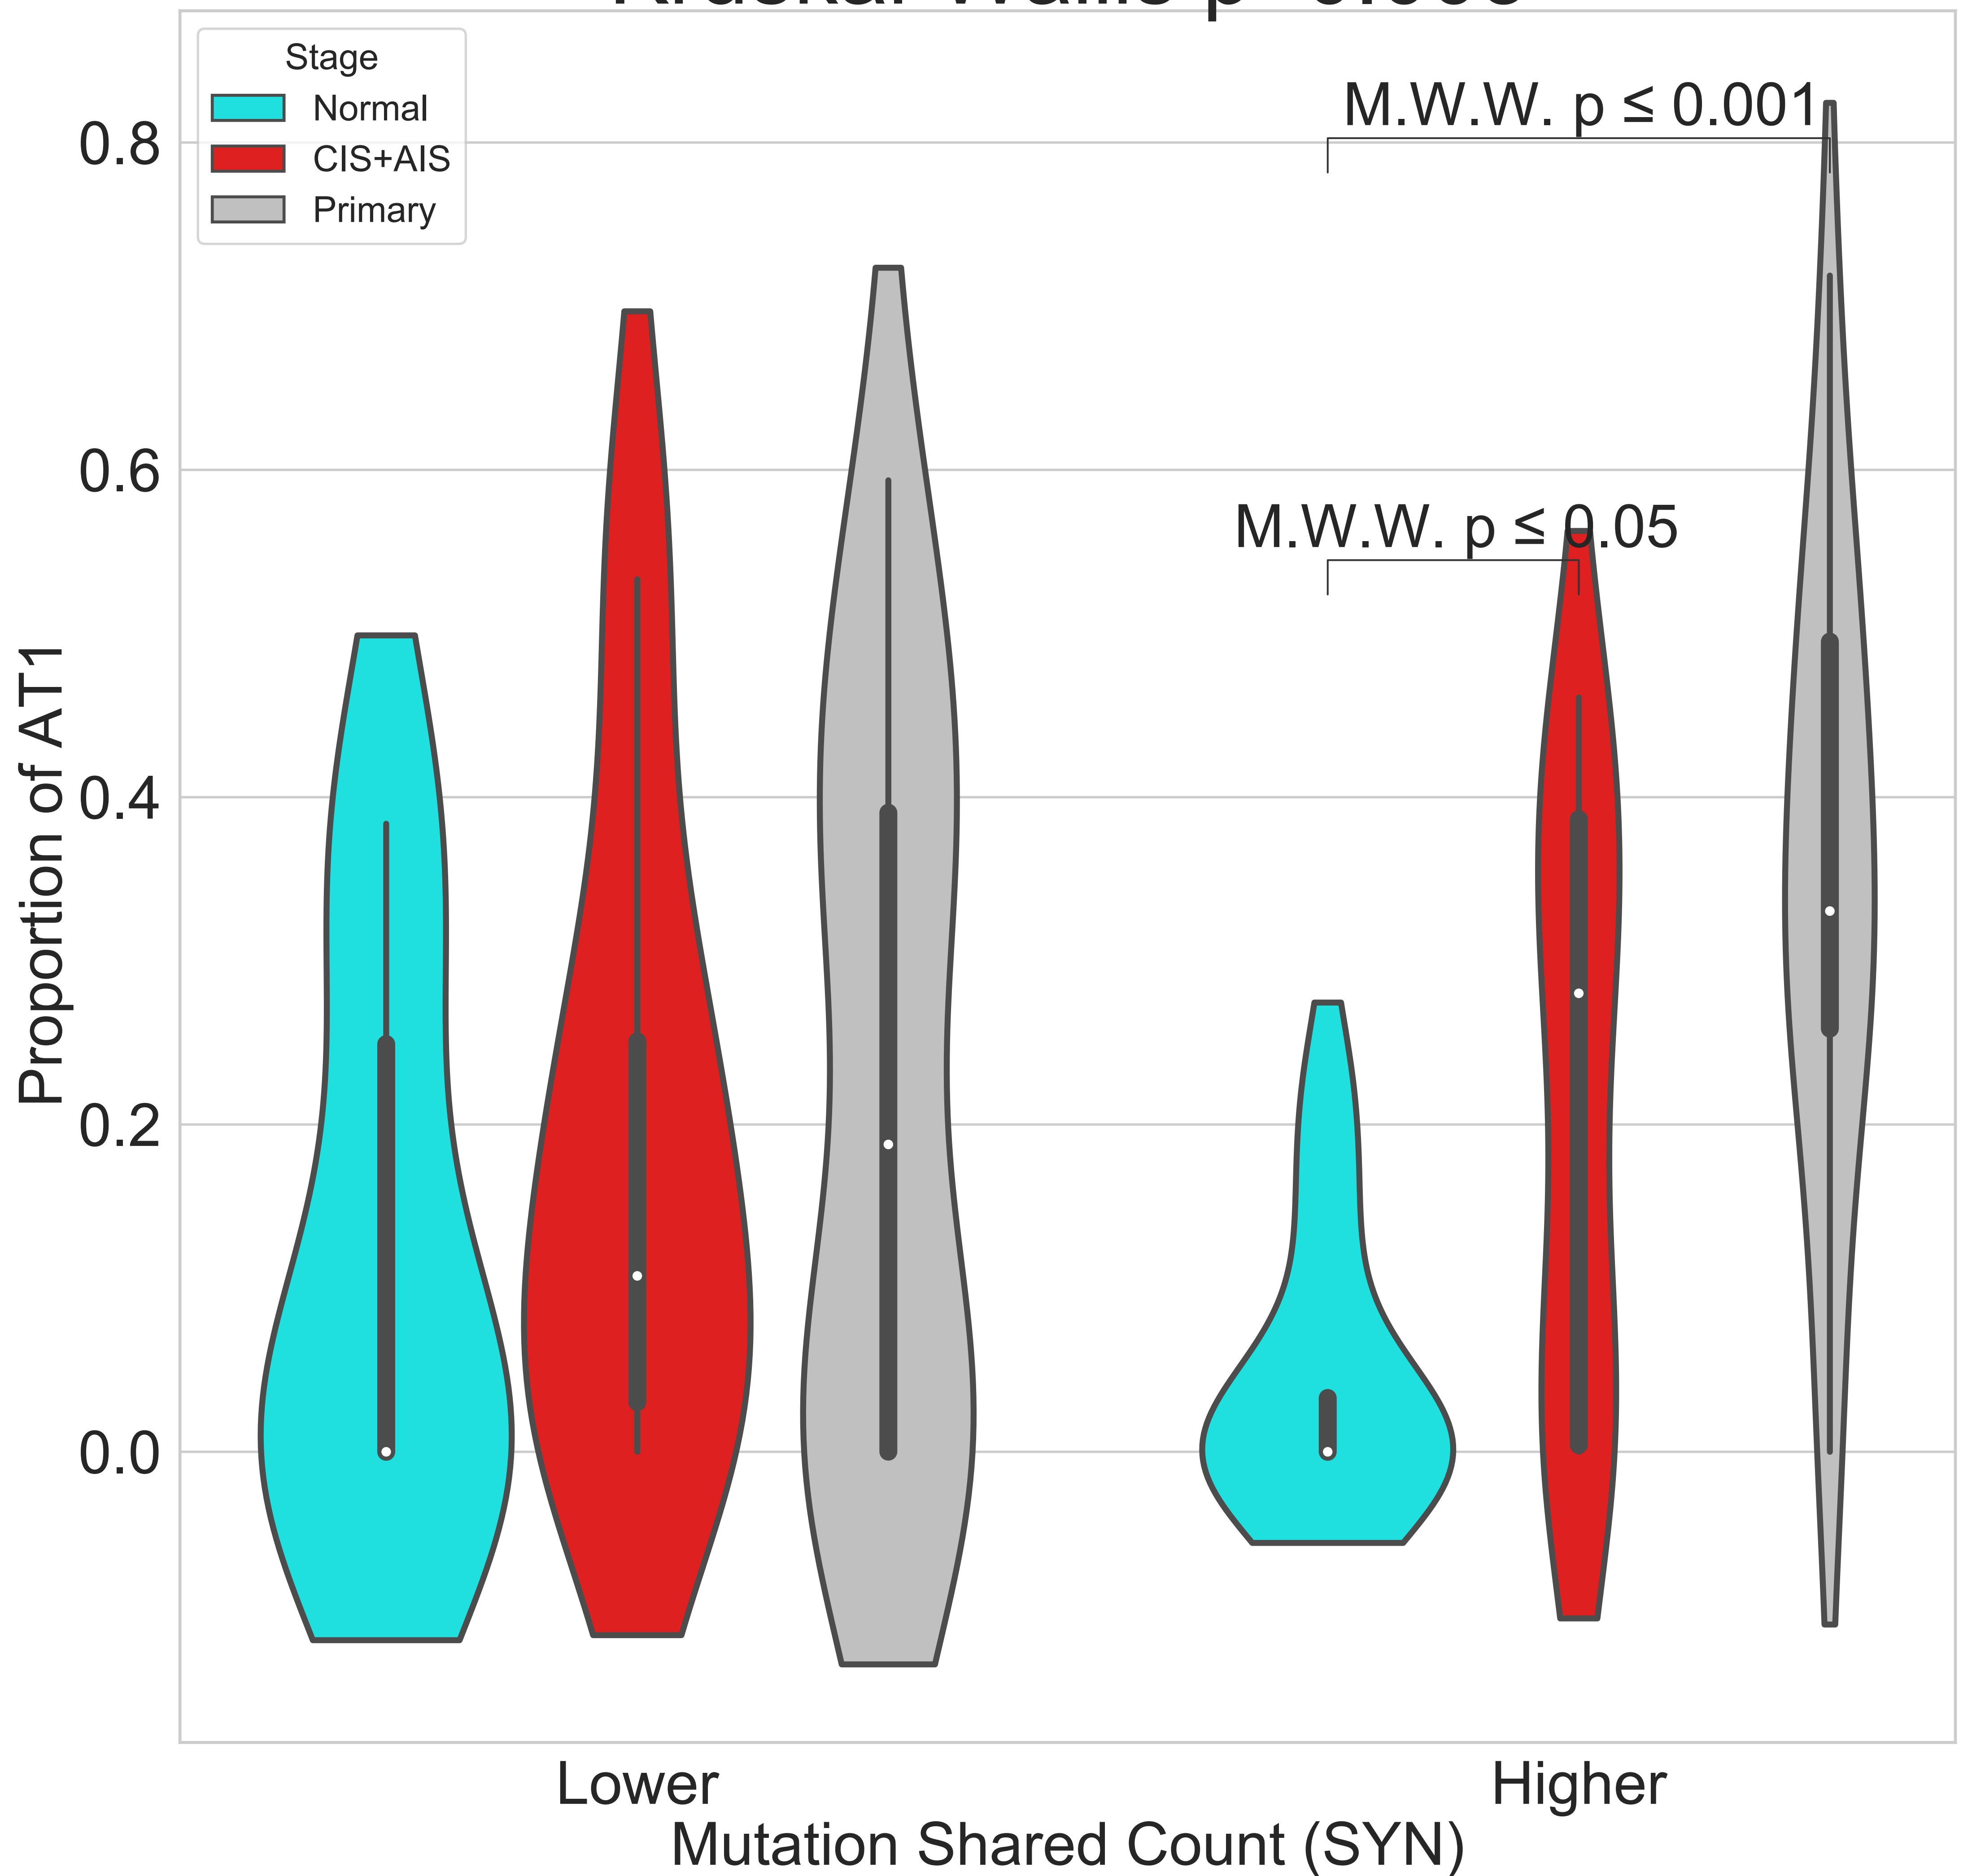 Stage
Normal
CIS+AIS
Primary
M.W.W. p ≤ 0.001
M.W.W. p ≤ 0.05
Proportion of AT1
0.8
0.6
0.4
0.2
0.0
Lower
Higher
Mutation Shared Count (SYN)